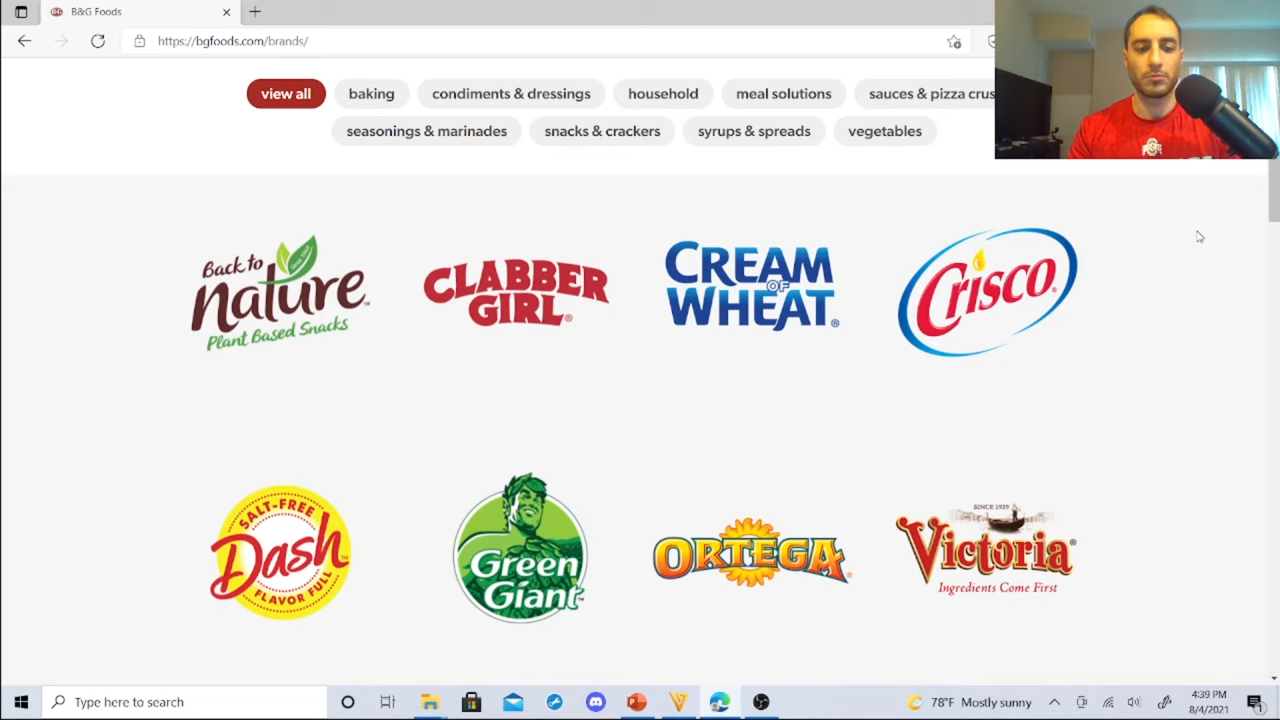 B&G Foods
https://bgfoods.com/brands/
view all
baking
condiments & dressings
household
meal solutions
sauces & pizza crus
seasonings & marinades
snacks & crackers
syrups & spreads
vegetables
Back to
nature
Plant Based Snacks
CLABBER
GIRL®
CREAM
OF
WHEAT®
Crisco®
SALT-FREE
Dash™
FLAVOR FULL
Green
Giant
ORTEGA®
SINCE 1929
Victoria®
Ingredients Come First
Type here to search
78°F Mostly sunny
4:39 PM
8/4/2021